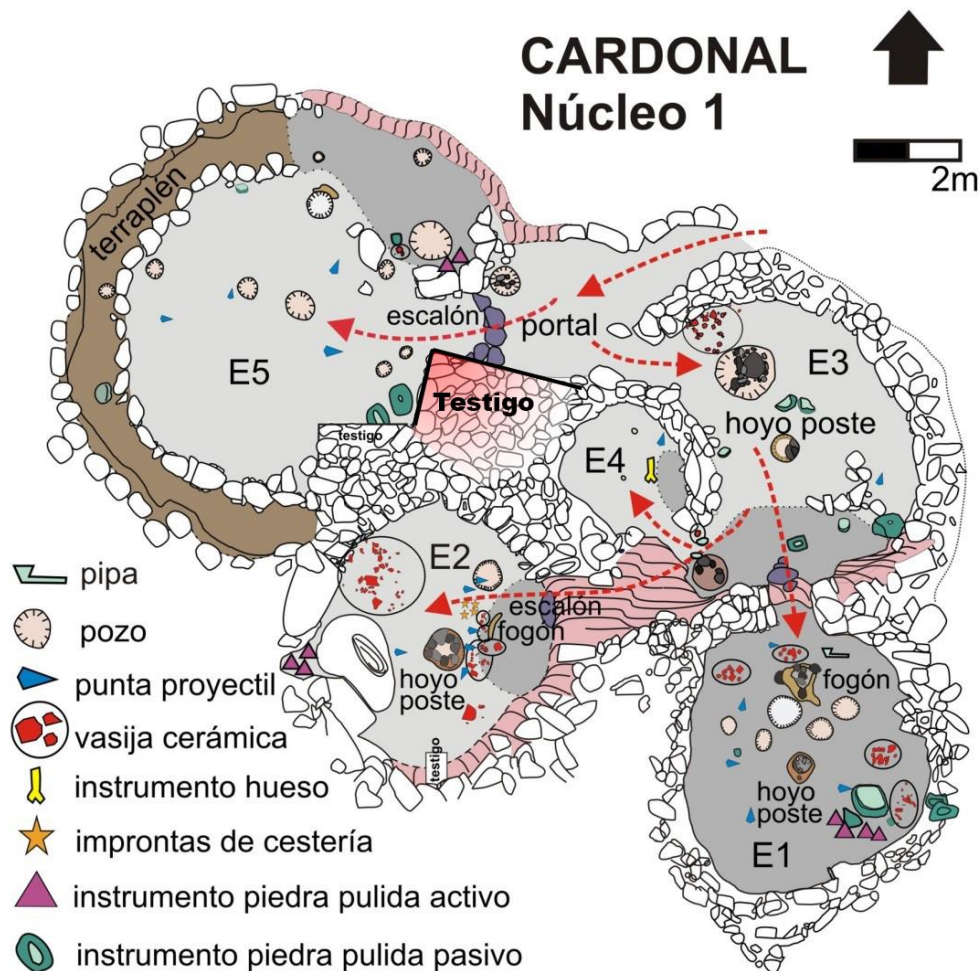 CARDONAL
Núcleo 1
2m
terraplén
escalón
portal
E5
Testigo
testigo
E3
hoyo poste
E4
E2
escalón
fogón
hoyo
poste
testigo
fogón
hoyo
poste
E1
pipa
pozo
punta proyectil
vasija cerámica
instrumento hueso
improntas de cestería
instrumento piedra pulida activo
instrumento piedra pulida pasivo